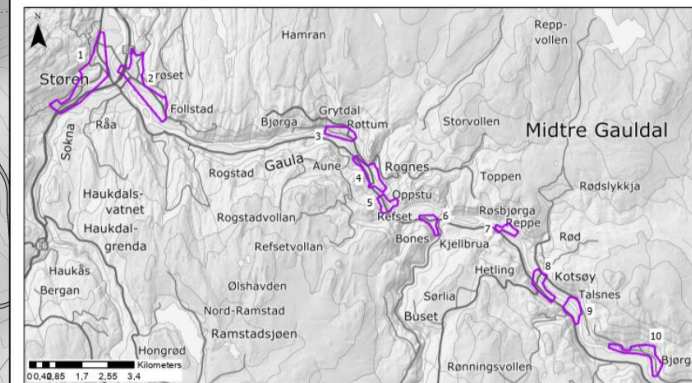 N
Hamran
Repp-
vollen
1
Støren
2
røset
Follstad
Råa
Sokna
Bjørga
Grytdal
3
Røttum
Storvollen
Midtre Gauldal
Gaula
Rogstad
Aune
4
Rognes
Toppen
Rødslykkja
Haukdals-
vatnet
Haukdal-
grenda
Rogstadvollan
5
Oppstu
Refset
6
Røsbjørga
Reppe
7
Refsetvollan
Bones
Kjellbrua
Rød
Haukås
Bergan
Ølshavden
Hetling
8
Kotsøy
Nord-Ramstad
Sørlia
Talsnes
Ramstadsjøen
Buset
9
Hongrød
Rønningsvollen
10
Bjørg
Kilometers
0 0,42 0,85 1,7 2,55 3,4